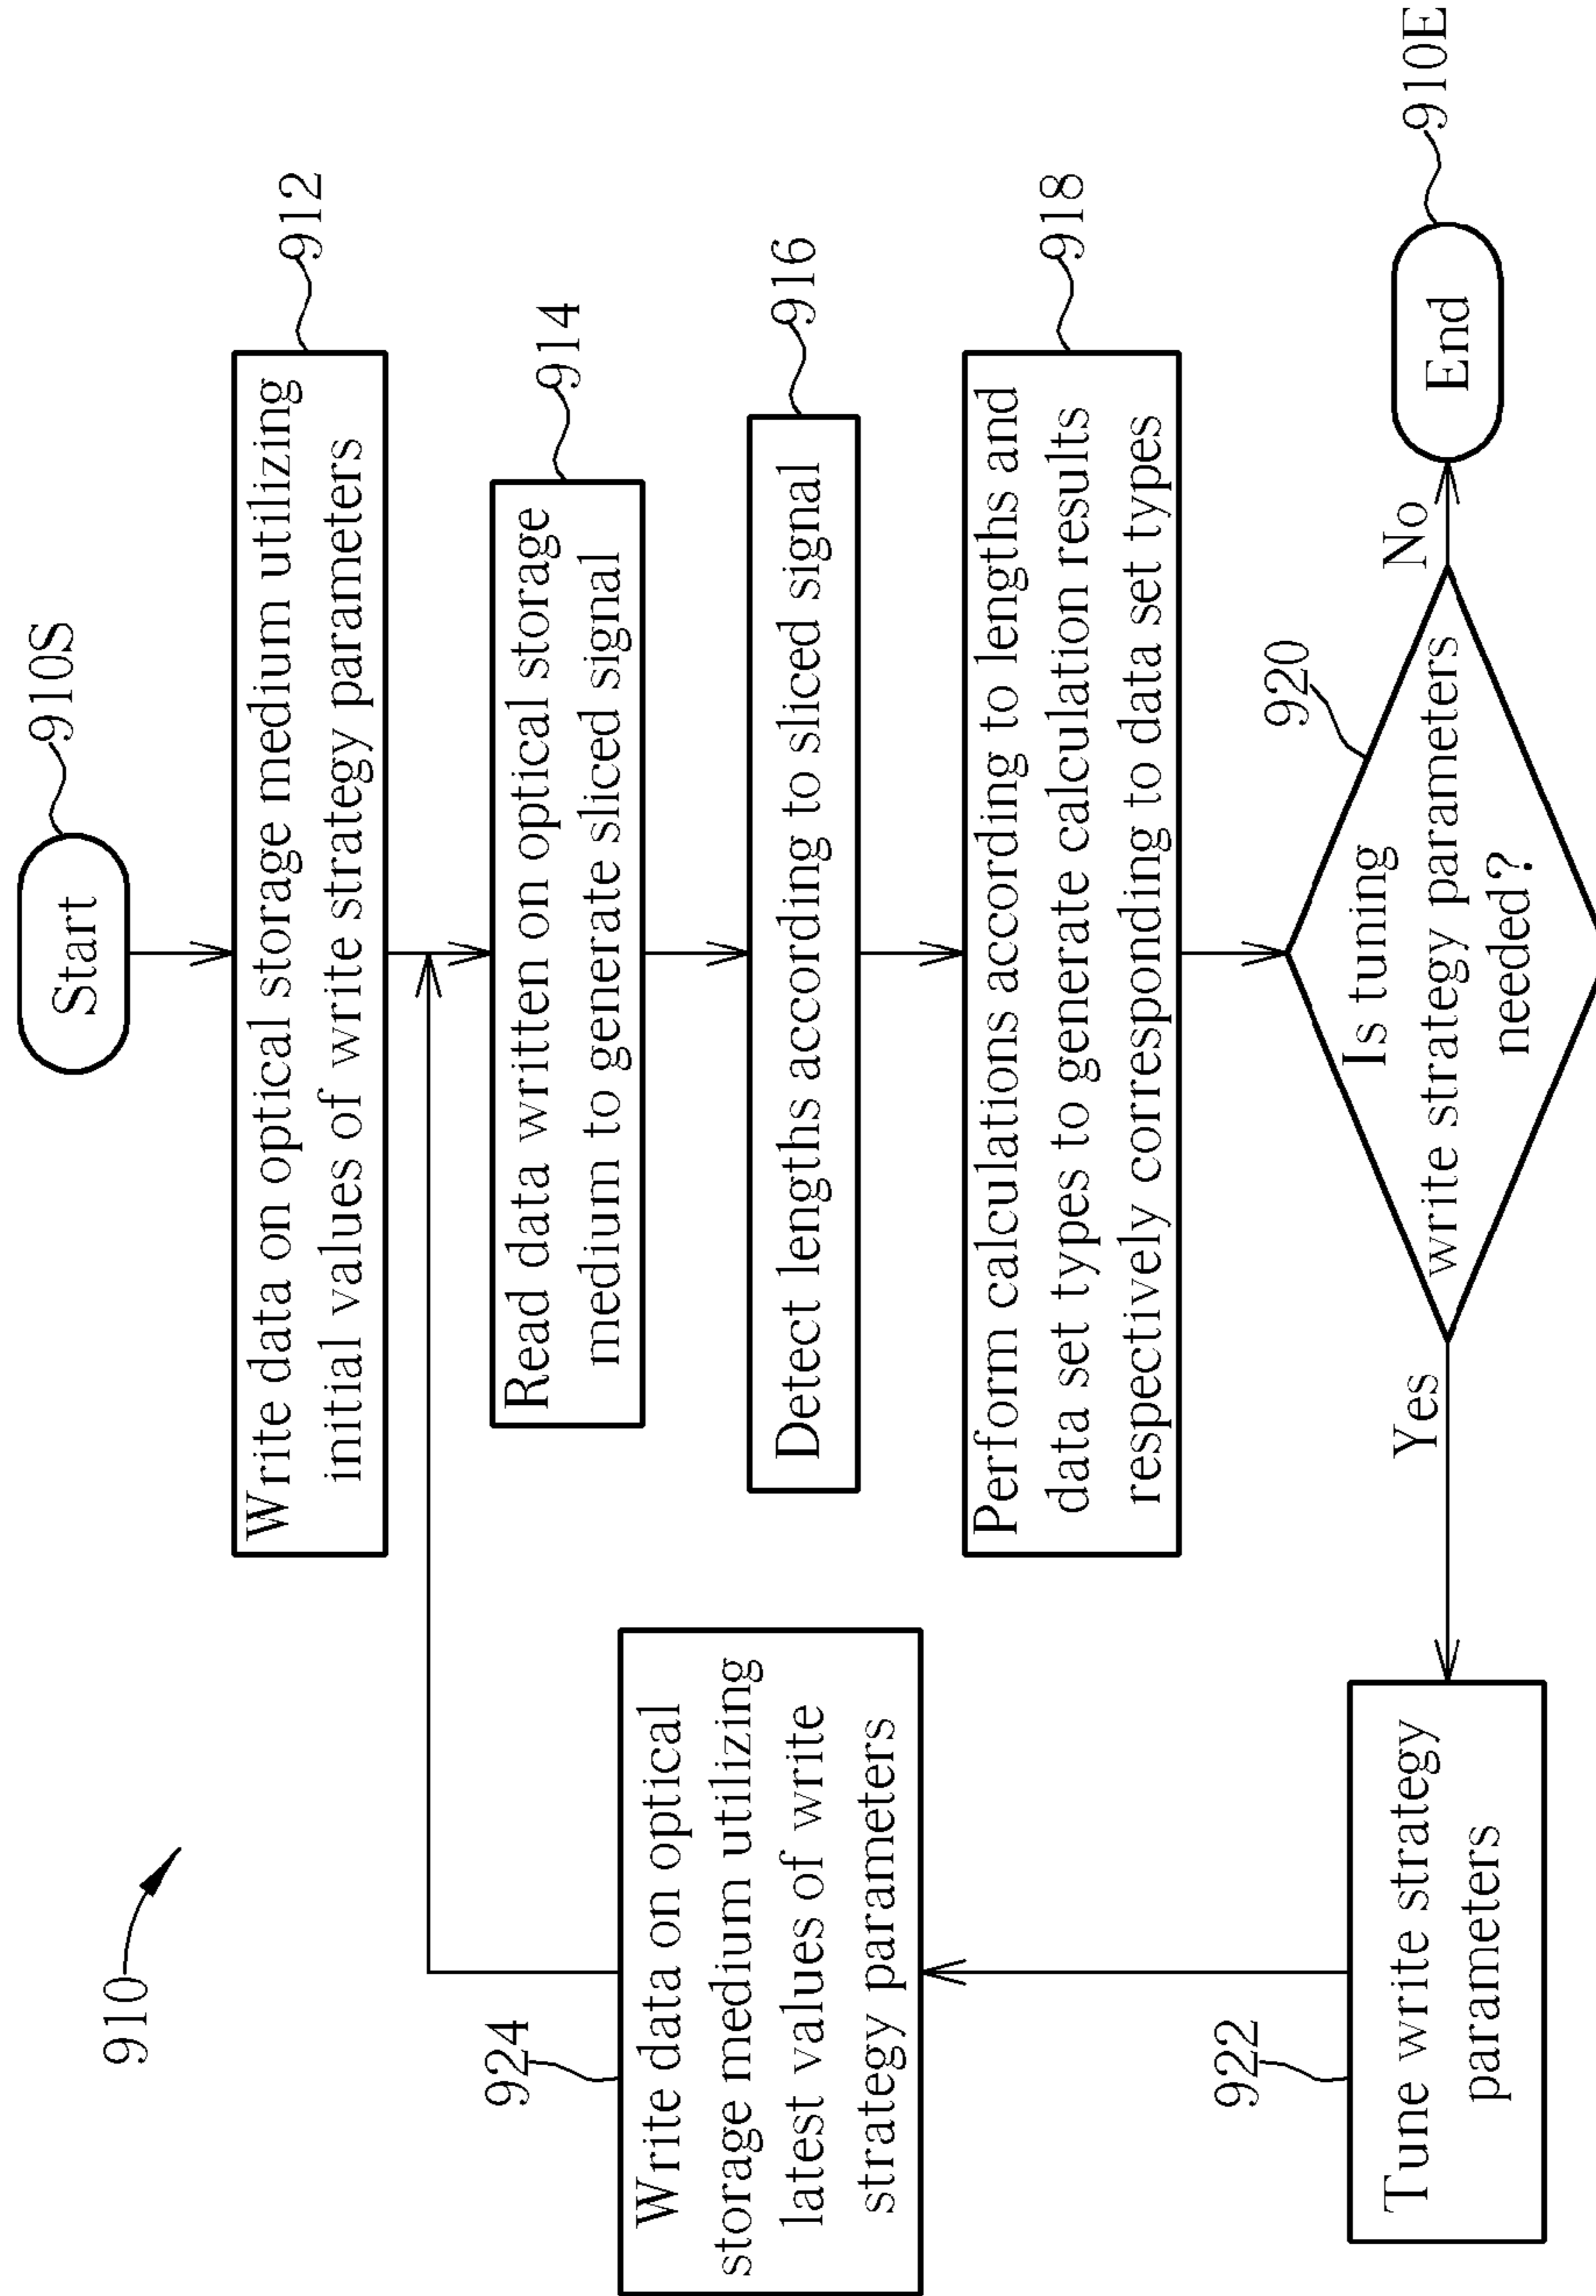 910
Start
910S
Write data on optical storage medium utilizing
initial values of write strategy parameters
912
Read data written on optical storage
medium to generate sliced signal
914
Detect lengths according to sliced signal
916
Perform calculations according to lengths and
data set types to generate calculation results
respectively corresponding to data set types
918
Is tuning
write strategy parameters
needed?
920
No
End
910E
Yes
Tune write strategy
parameters
922
Write data on optical
storage medium utilizing
latest values of write
strategy parameters
924